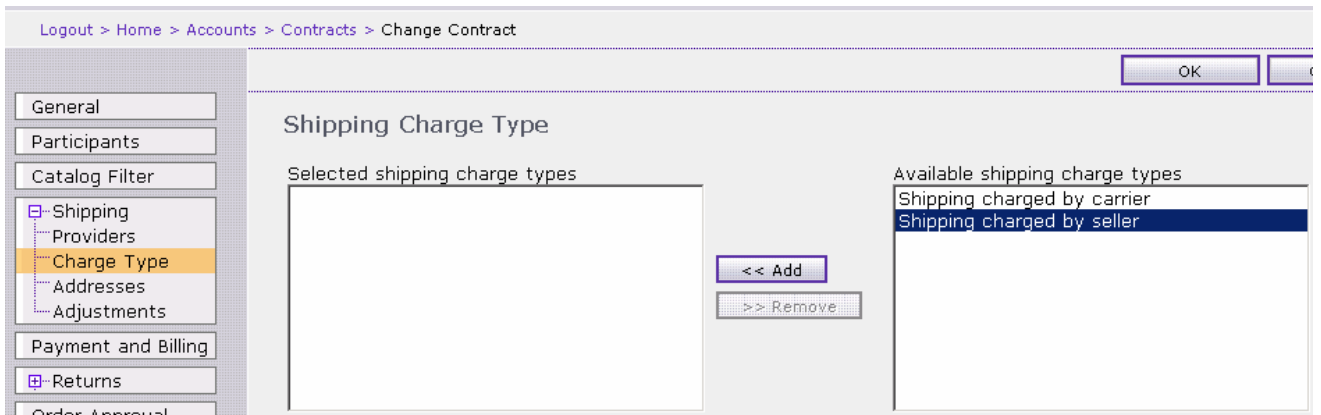 Logout > Home > Accounts > Contracts > Change Contract
OK
General
Participants
Catalog Filter
Shipping
Providers
Charge Type
Addresses
Adjustments
Payment and Billing
Returns
Order Approval
Shipping Charge Type
Selected shipping charge types
<< Add
>> Remove
Available shipping charge types
Shipping charged by carrier
Shipping charged by seller